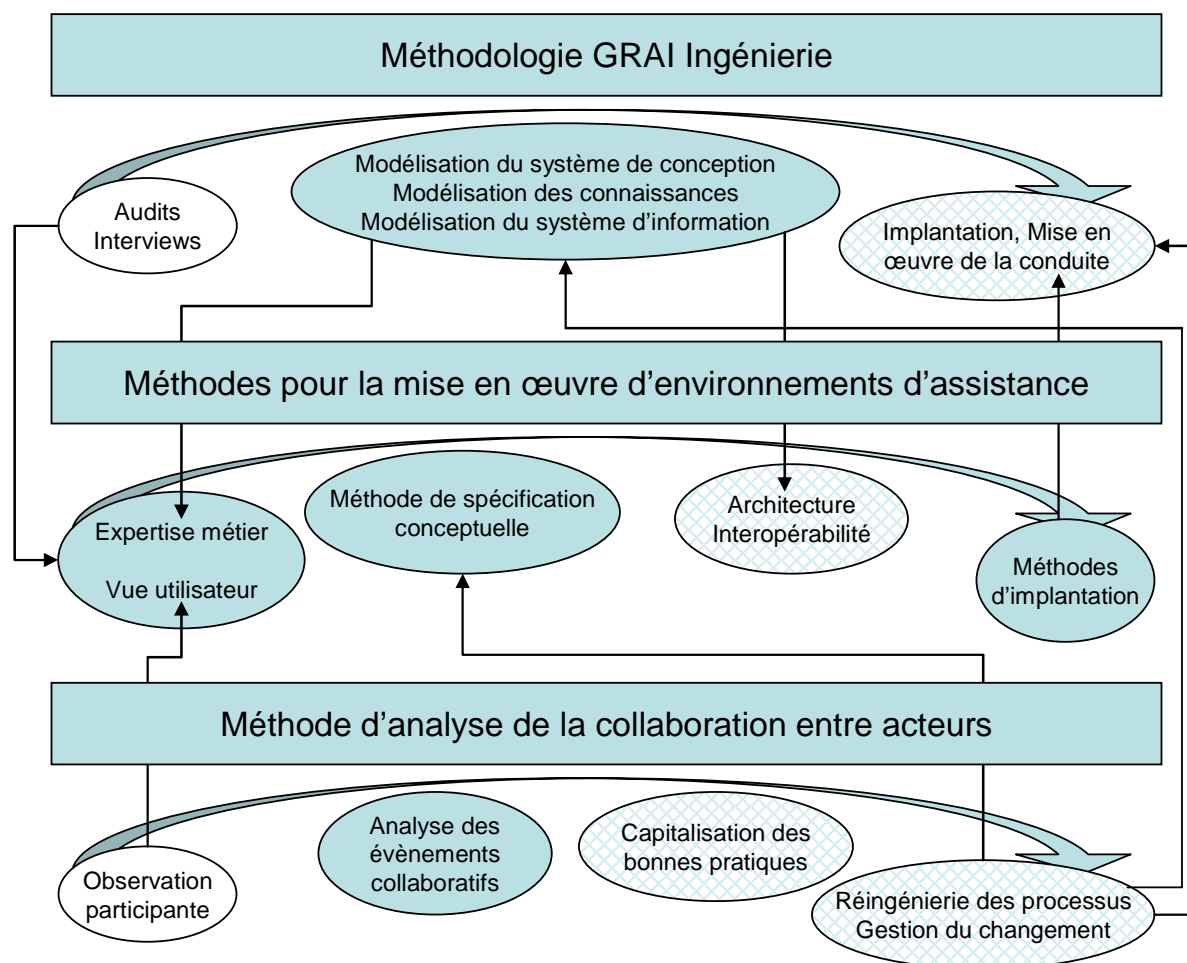 Méthodologie GRAI Ingénierie
Modélisation du système de conception
Modélisation des connaissances
Modélisation du système d'information
Audits
Interviews
Implantation, Mise en
œuvre de la conduite
Méthodes pour la mise en œuvre d'environnements d'assistance
Expertise métier
Vue utilisateur
Méthode de spécification
conceptuelle
Architecture
Interopérabilité
Méthodes
d'implantation
Méthode d'analyse de la collaboration entre acteurs
Observation
participante
Analyse des
évènements
collaboratifs
Capitalisation des
bonnes pratiques
Réingénierie des processus
Gestion du changement